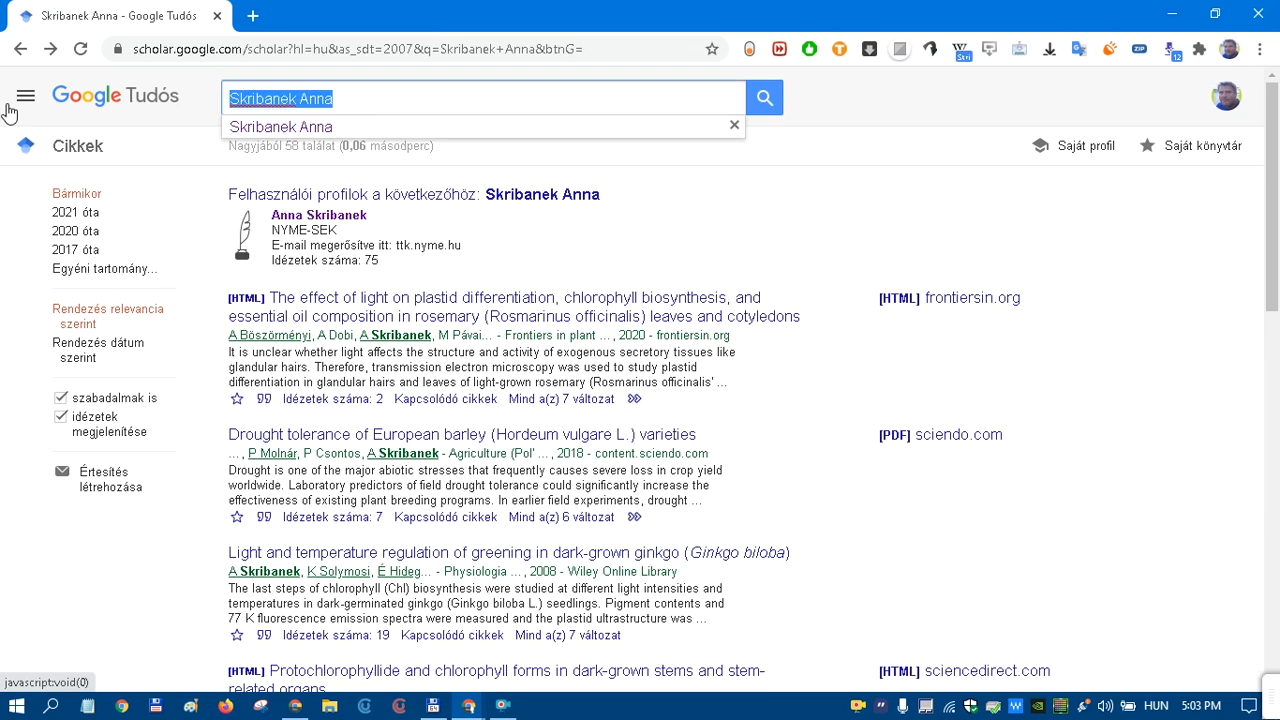 Skribanek Anna - Google Tudós
scholar.google.com/scholar?hl=hu&as_sdt=2007&q=Skribanek+Anna&btnG=
Stri
ZIP
12
Google Tudós
Skribanek Anna
Skribanek Anna
Cikkek
Nagyjából 58 találat (0,06 másodperc)
Saját profil
Saját könyvtár
Bármikor
2021 óta
2020 óta
2017 óta
Egyéni tartomány...
Rendezés relevancia
szerint
Rendezés dátum
szerint
szabadalmak is
idézetek
megjelenítése
Értesítés
létrehozása
Felhasználói profilok a következőhöz: Skribanek Anna
Anna Skribanek
NYME-SEK
E-mail megerősítve itt: ttk.nyme.hu
Idézetek száma: 75
[HTML] The effect of light on plastid differentiation, chlorophyll biosynthesis, and
essential oil composition in rosemary (Rosmarinus officinalis) leaves and cotyledons
A Böszörményi, A Dobi, A Skribanek, M Pávai... - Frontiers in plant ..., 2020 - frontiersin.org
It is unclear whether light affects the structure and activity of exogenous secretory tissues like
glandular hairs. Therefore, transmission electron microscopy was used to study plastid
differentiation in glandular hairs and leaves of light-grown rosemary (Rosmarinus officinalis' ...
Idézetek száma: 2 Kapcsolódó cikkek Mind a(z) 7 változat
[HTML] frontiersin.org
Drought tolerance of European barley (Hordeum vulgare L.) varieties
..., P Molnár, P Csontos, A Skribanek - Agriculture (Pol' ..., 2018 - content.sciendo.com
Drought is one of the major abiotic stresses that frequently causes severe loss in crop yield
worldwide. Laboratory predictors of field drought tolerance could significantly increase the
effectiveness of existing plant breeding programs. In earlier field experiments, drought ...
Idézetek száma: 7 Kapcsolódó cikkek Mind a(z) 6 változat
[PDF] sciendo.com
Light and temperature regulation of greening in dark-grown ginkgo (Ginkgo biloba)
A Skribanek, K Solymosi, É Hideg... - Physiologia ..., 2008 - Wiley Online Library
The last steps of chlorophyll (Chl) biosynthesis were studied at different light intensities and
temperatures in dark-germinated ginkgo (Ginkgo biloba L.) seedlings. Pigment contents and
77 K fluorescence emission spectra were measured and the plastid ultrastructure was ...
Idézetek száma: 19 Kapcsolódó cikkek Mind a(z) 7 változat
[HTML] Protochlorophyllide and chlorophyll forms in dark-grown stems and stem-
related organs
[HTML] sciencedirect.com
javascript:void(0)
HUN 5:03 PM